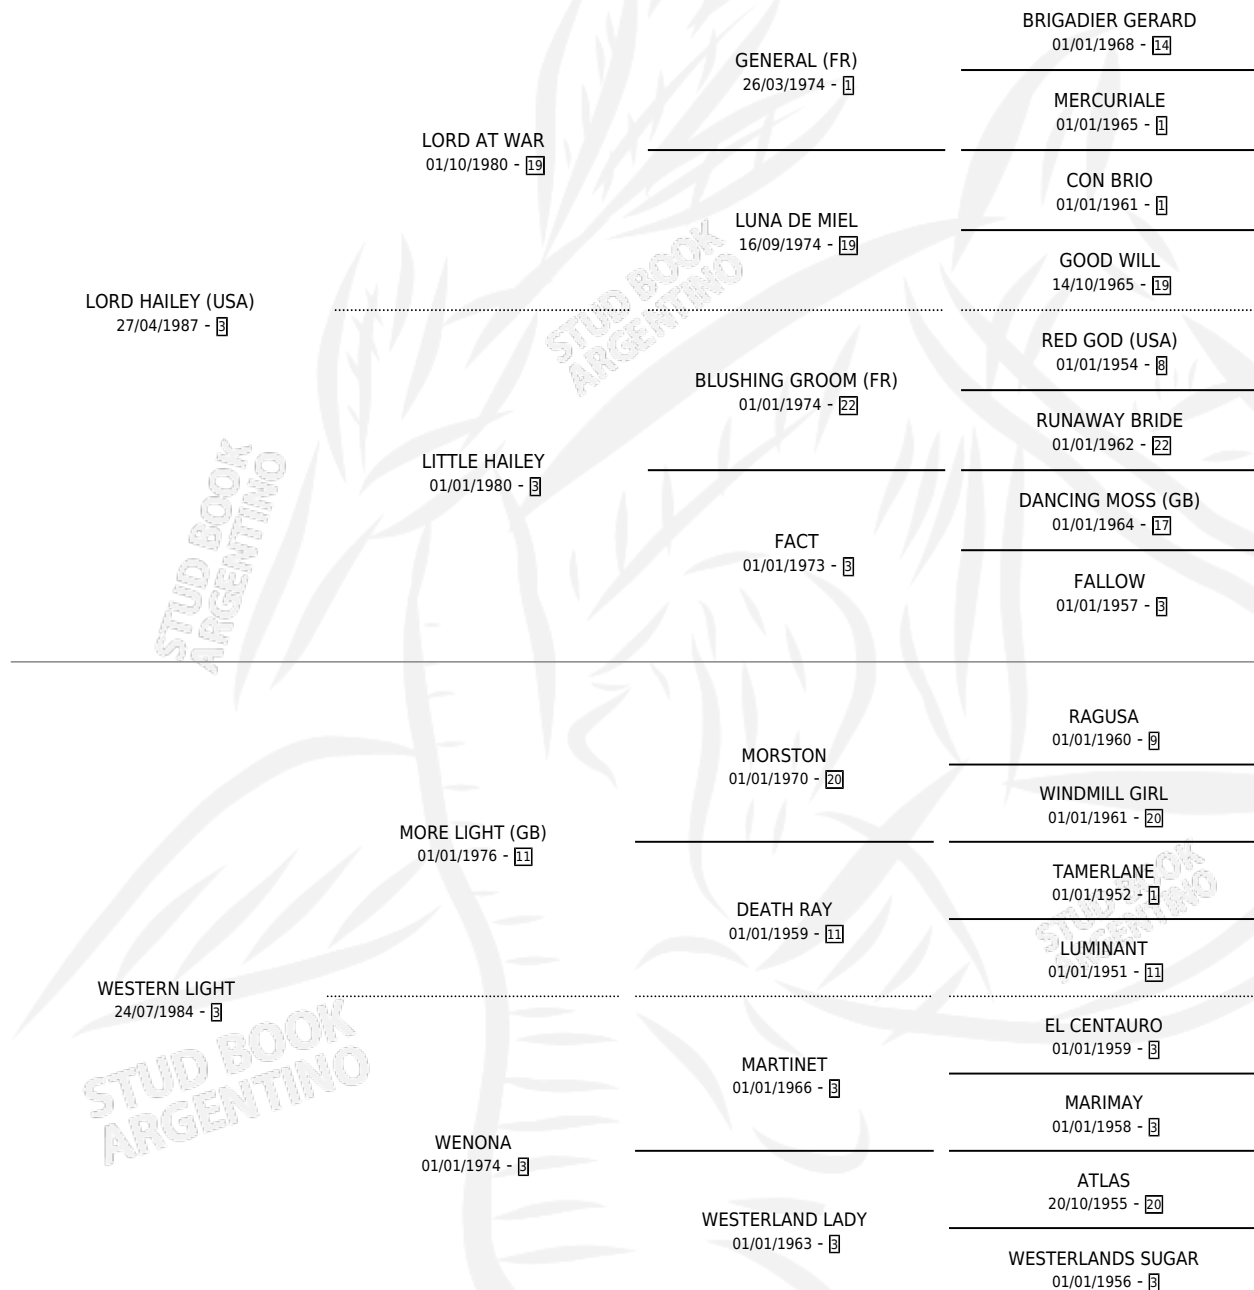 BRIGADIER GERARD
01/01/1968 - 14
GENERAL (FR)
26/03/1974 - 1
MERCURIALE
01/01/1965 - 1
LORD AT WAR
01/10/1980 - 19
CON BRIO
01/01/1961 - 1
LUNA DE MIEL
16/09/1974 - 19
GOOD WILL
14/10/1965 - 19
LORD HAILEY (USA)
27/04/1987 - 3
RED GOD (USA)
01/01/1954 - 8
BLUSHING GROOM (FR)
01/01/1974 - 22
RUNAWAY BRIDE
01/01/1962 - 22
LITTLE HAILEY
01/01/1980 - 3
DANCING MOSS (GB)
01/01/1964 - 17
FACT
01/01/1973 - 3
FALLOW
01/01/1957 - 3
RAGUSA
01/01/1960 - 9
MORSTON
01/01/1970 - 20
WINDMILL GIRL
01/01/1961 - 20
MORE LIGHT (GB)
01/01/1976 - 11
TAMERLANE
01/01/1952 - 1
DEATH RAY
01/01/1959 - 11
LUMINANT
01/01/1951 - 11
WESTERN LIGHT
24/07/1984 - 3
EL CENTAURO
01/01/1959 - 3
MARTINET
01/01/1966 - 3
MARIMAY
01/01/1958 - 3
WENONA
01/01/1974 - 3
ATLAS
20/10/1955 - 20
WESTERLAND LADY
01/01/1963 - 3
WESTERLANDS SUGAR
01/01/1956 - 3
STUD BOOK
ARGENTINO
STUD BOOK
ARGENTINO
STUD BOOK
ARGENTINO
STUD BOOK
ARGENTINO